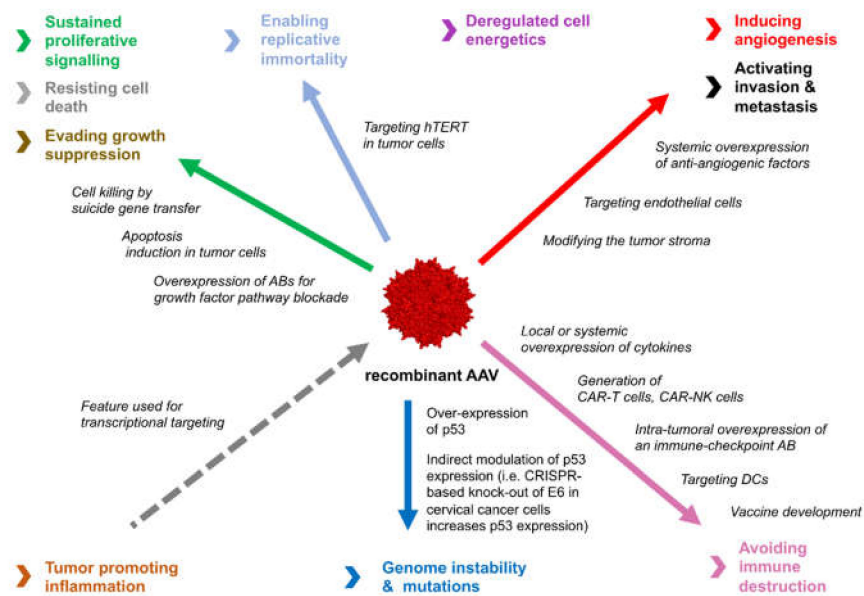 Sustained
proliferative
signalling
Resisting cell
death
Evading growth
suppression
Enabling
replicative
immortality
Deregulated cell
energetics
Inducing
angiogenesis
Activating
invasion &
metastasis
Targeting hTERT
in tumor cells
Systemic overexpression
of anti-angiogenic factors
Targeting endothelial cells
Modifying the tumor stroma
Cell killing by
suicide gene transfer
Apoptosis
induction in tumor cells
Overexpression of ABs for
growth factor pathway blockade
recombinant AAV
Local or systemic
overexpression of cytokines
Generation of
CAR-T cells, CAR-NK cells
Intra-tumoral overexpression of
an immune-checkpoint AB
Targeting DCs
Vaccine development
Feature used for
transcriptional targeting
Over-expression
of p53
Indirect modulation of p53
expression (i.e. CRISPR-
based knock-out of E6 in
cervical cancer cells
increases p53 expression)
Tumor promoting
inflammation
Genome instability
& mutations
Avoiding
immune
destruction